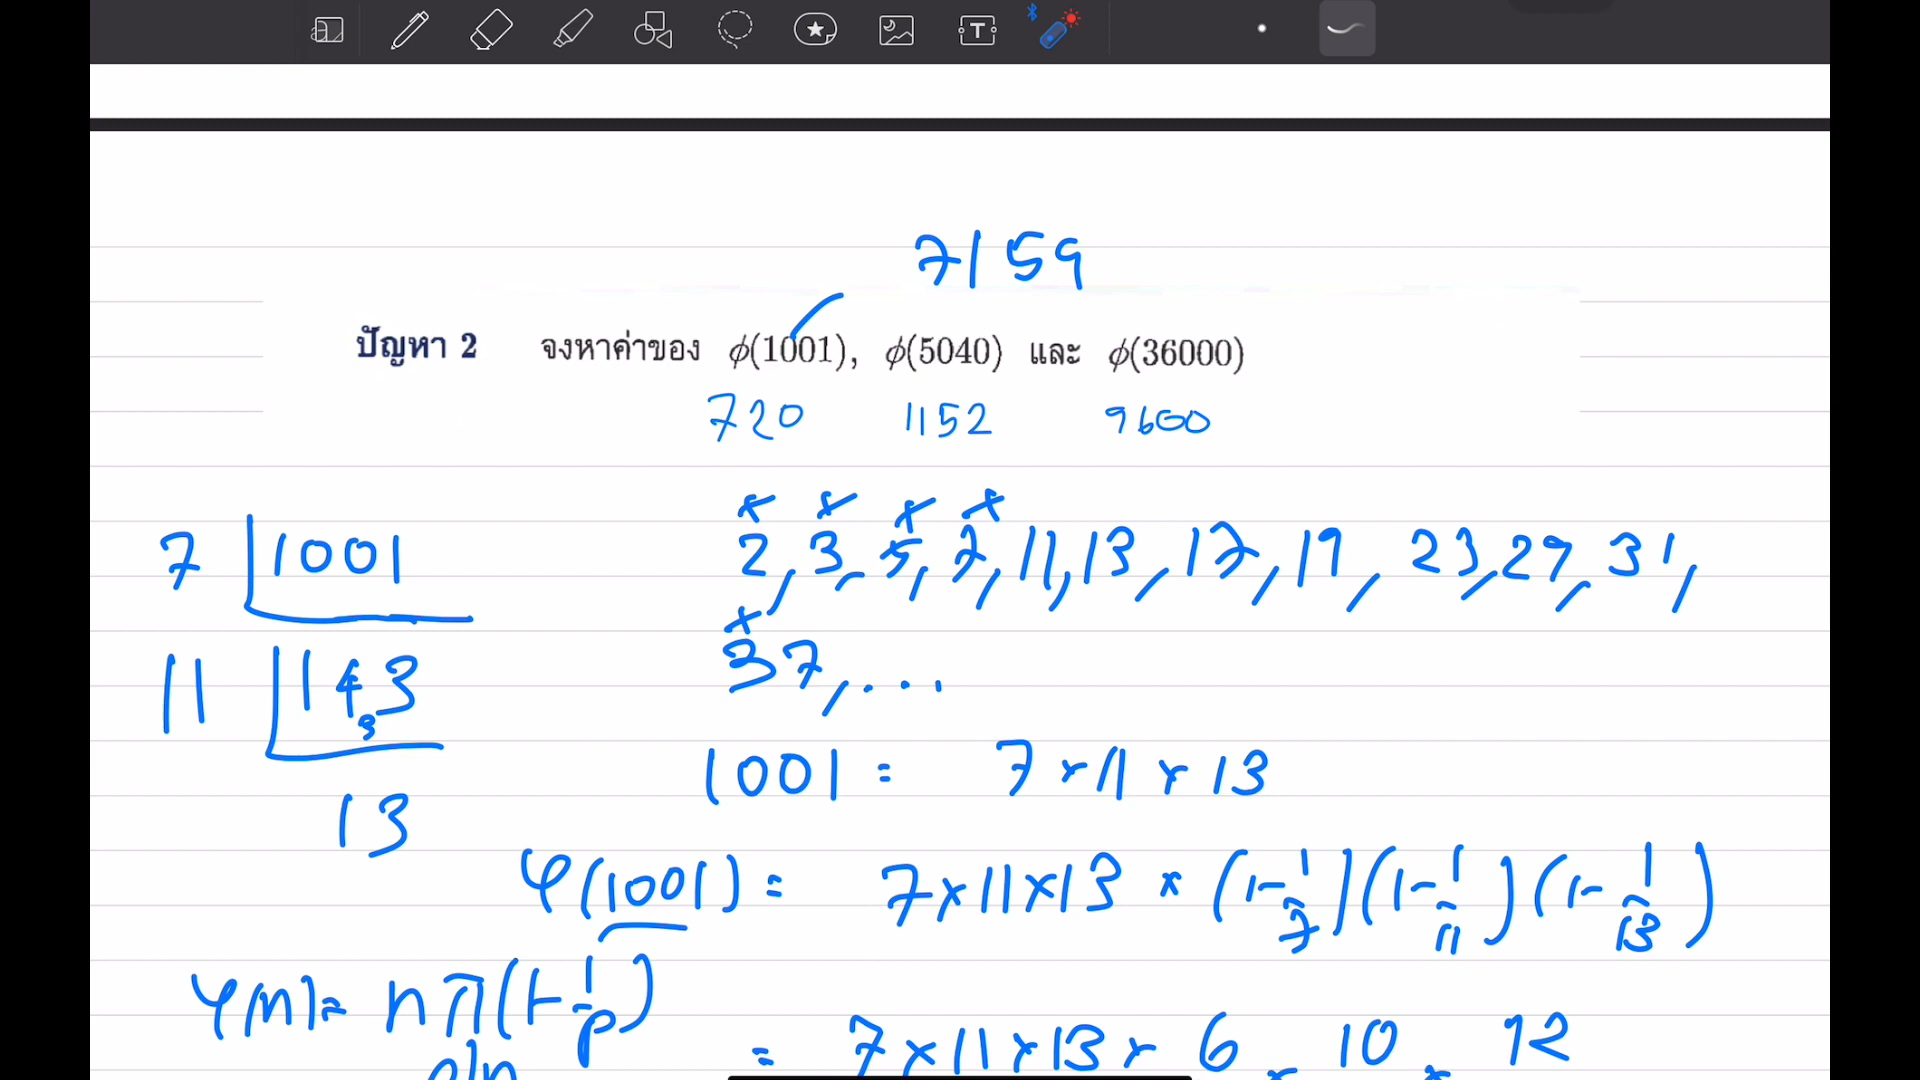 7159
ปัญหา 2 จงหาค่าของ ϕ(1001), ϕ(5040) และ ϕ(36000)
720 1152 9600
7 1001
2, 3, 5, 7, 11, 13, 17, 19, 23, 29, 31,
37, ...
11 143
3
13
1001 = 7 × 11 × 13
φ(1001) = 7 × 11 × 13 × (1 - 1/7)(1 - 1/11)(1 - 1/13)
φ(n) = n π (1 - 1/p)
p|n
= 7 × 11 × 13 × 6 × 10 × 12